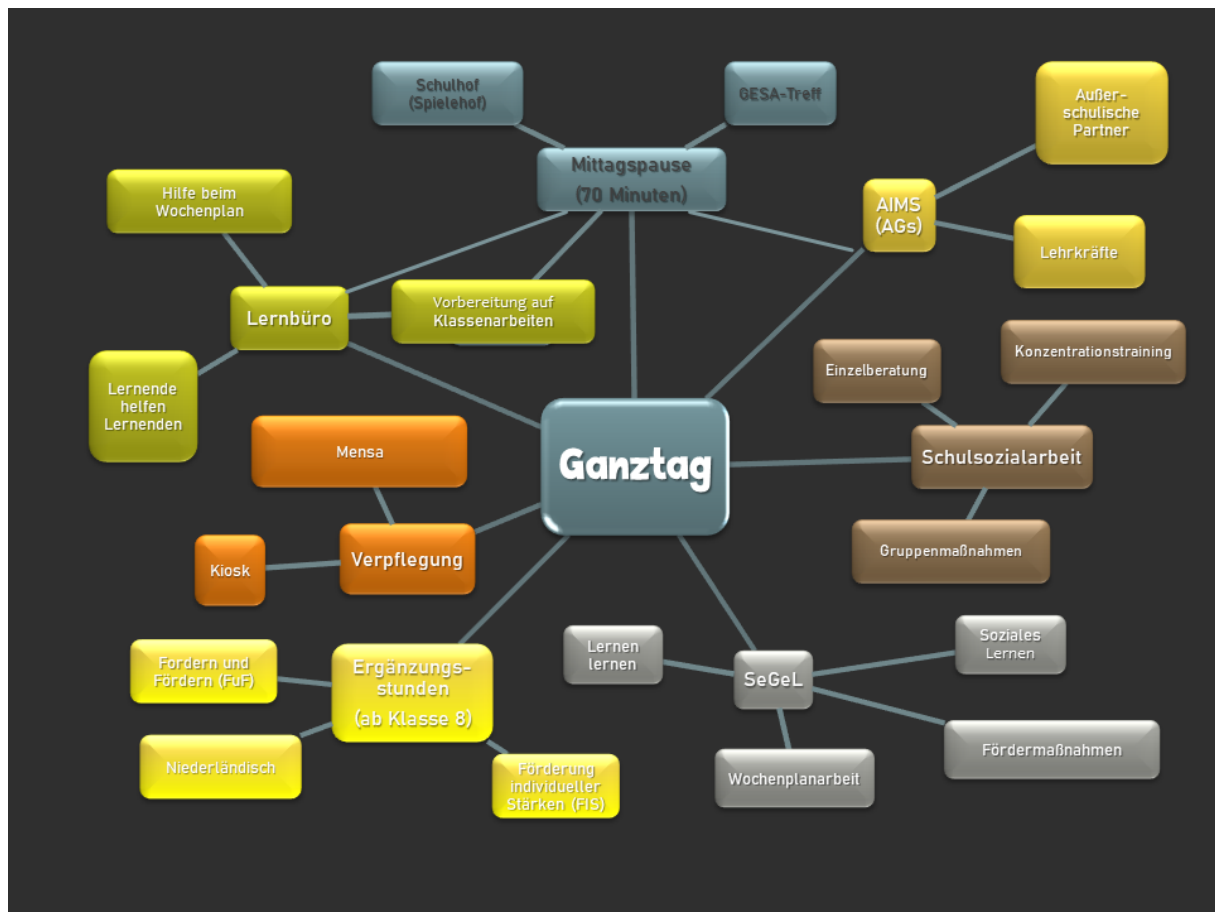 Schulhof
(Spielehof)
GESA-Treff
Mittagspause
(70 Minuten)
Außer-
schulische
Partner
AIMS
(AGs)
Lehrkräfte
Hilfe beim
Wochenplan
Lernbüro
Vorbereitung auf
Klassenarbeiten
Lernende
helfen
Lernenden
Einzelberatung
Konzentrationstraining
Schulsozialarbeit
Gruppenmaßnahmen
Ganztag
Mensa
Verpflegung
Kiosk
Fordern und
Fördern (FuF)
Ergänzungs-
stunden
(ab Klasse 8)
Niederländisch
Förderung
individueller
Stärken (FIS)
Lernen
lernen
SeGeL
Soziales
Lernen
Wochenplanarbeit
Fördermaßnahmen